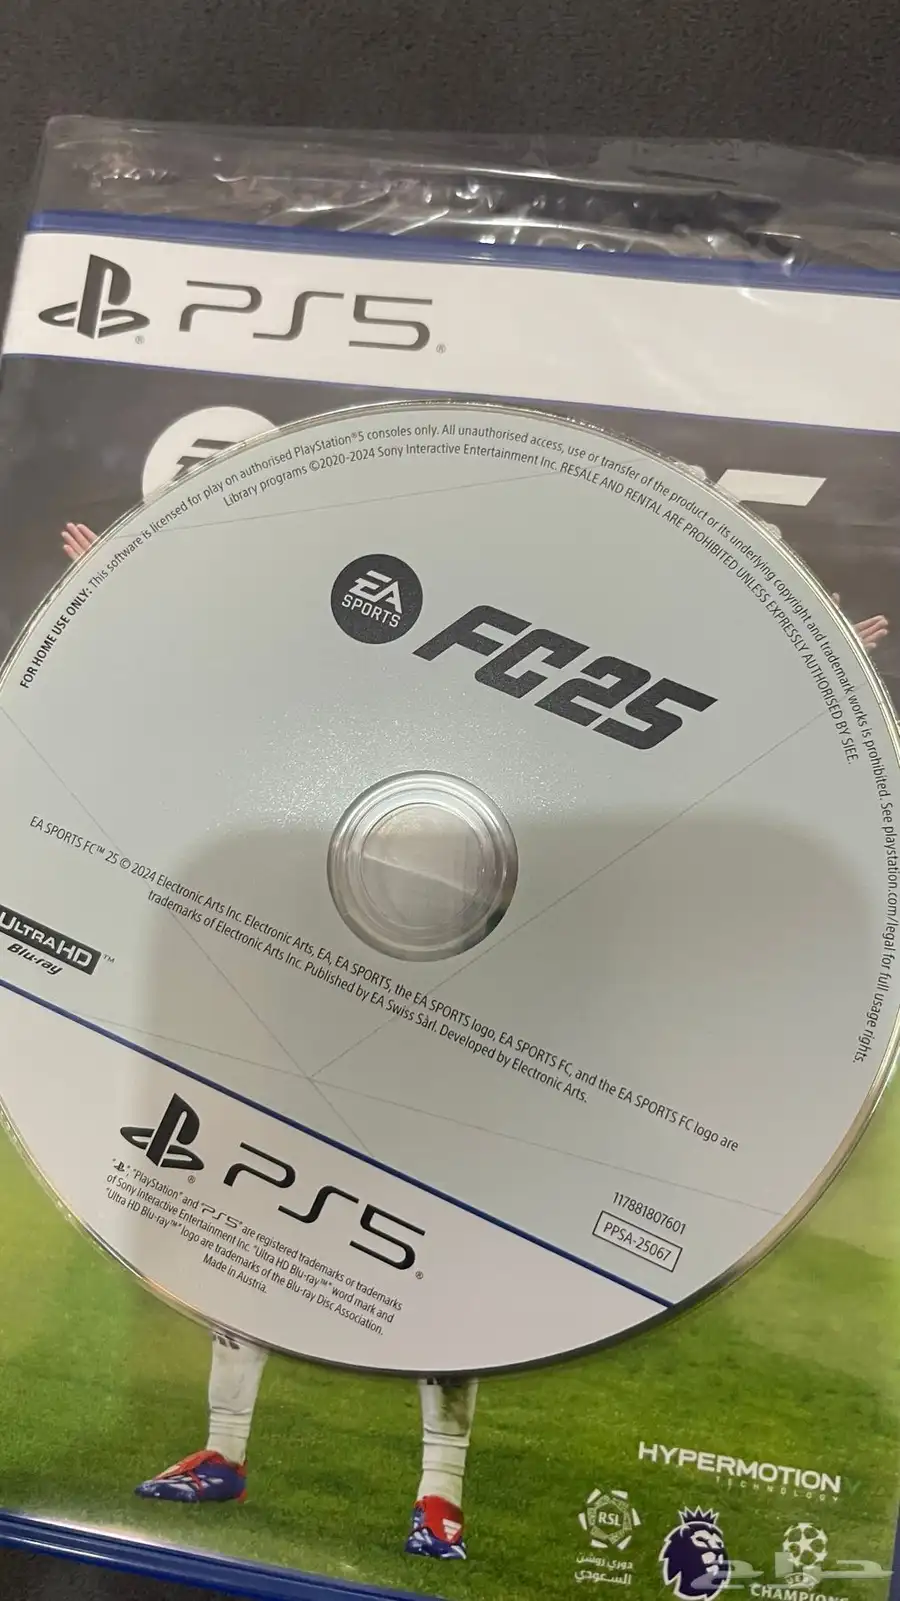 PS5
FOR HOME USE ONLY: This software is licensed for play on authorised PlayStation®5 consoles only. All unauthorised access, use or transfer of the product or its underlying copyright and trademark works is prohibited. See playstation.com/legal for full usage rights.
Library programs ©2020-2024 Sony Interactive Entertainment Inc. RESALE AND RENTAL ARE PROHIBITED UNLESS EXPRESSLY AUTHORISED BY SIEE.
EA
SPORTS
FC25
EA SPORTS FC™ 25 © 2024 Electronic Arts Inc. Electronic Arts, EA, EA SPORTS, the EA SPORTS logo, EA SPORTS FC, and the EA SPORTS FC logo are
trademarks of Electronic Arts Inc. Published by EA Swiss Sàrl. Developed by Electronic Arts.
ULTRA HD™
Blu-ray
PS5®
"PlayStation" and "PS5" are registered trademarks or trademarks
of Sony Interactive Entertainment Inc. "Ultra HD Blu-ray™" word mark and
"Ultra HD Blu-ray™" logo are trademarks of the Blu-ray Disc Association.
Made in Austria.
117881807601
PPSA-25067
HYPERMOTION V
TECHNOLOGY
RSL
دوري روشن
السعودي
UEFA
CHAMPIONS
حراج